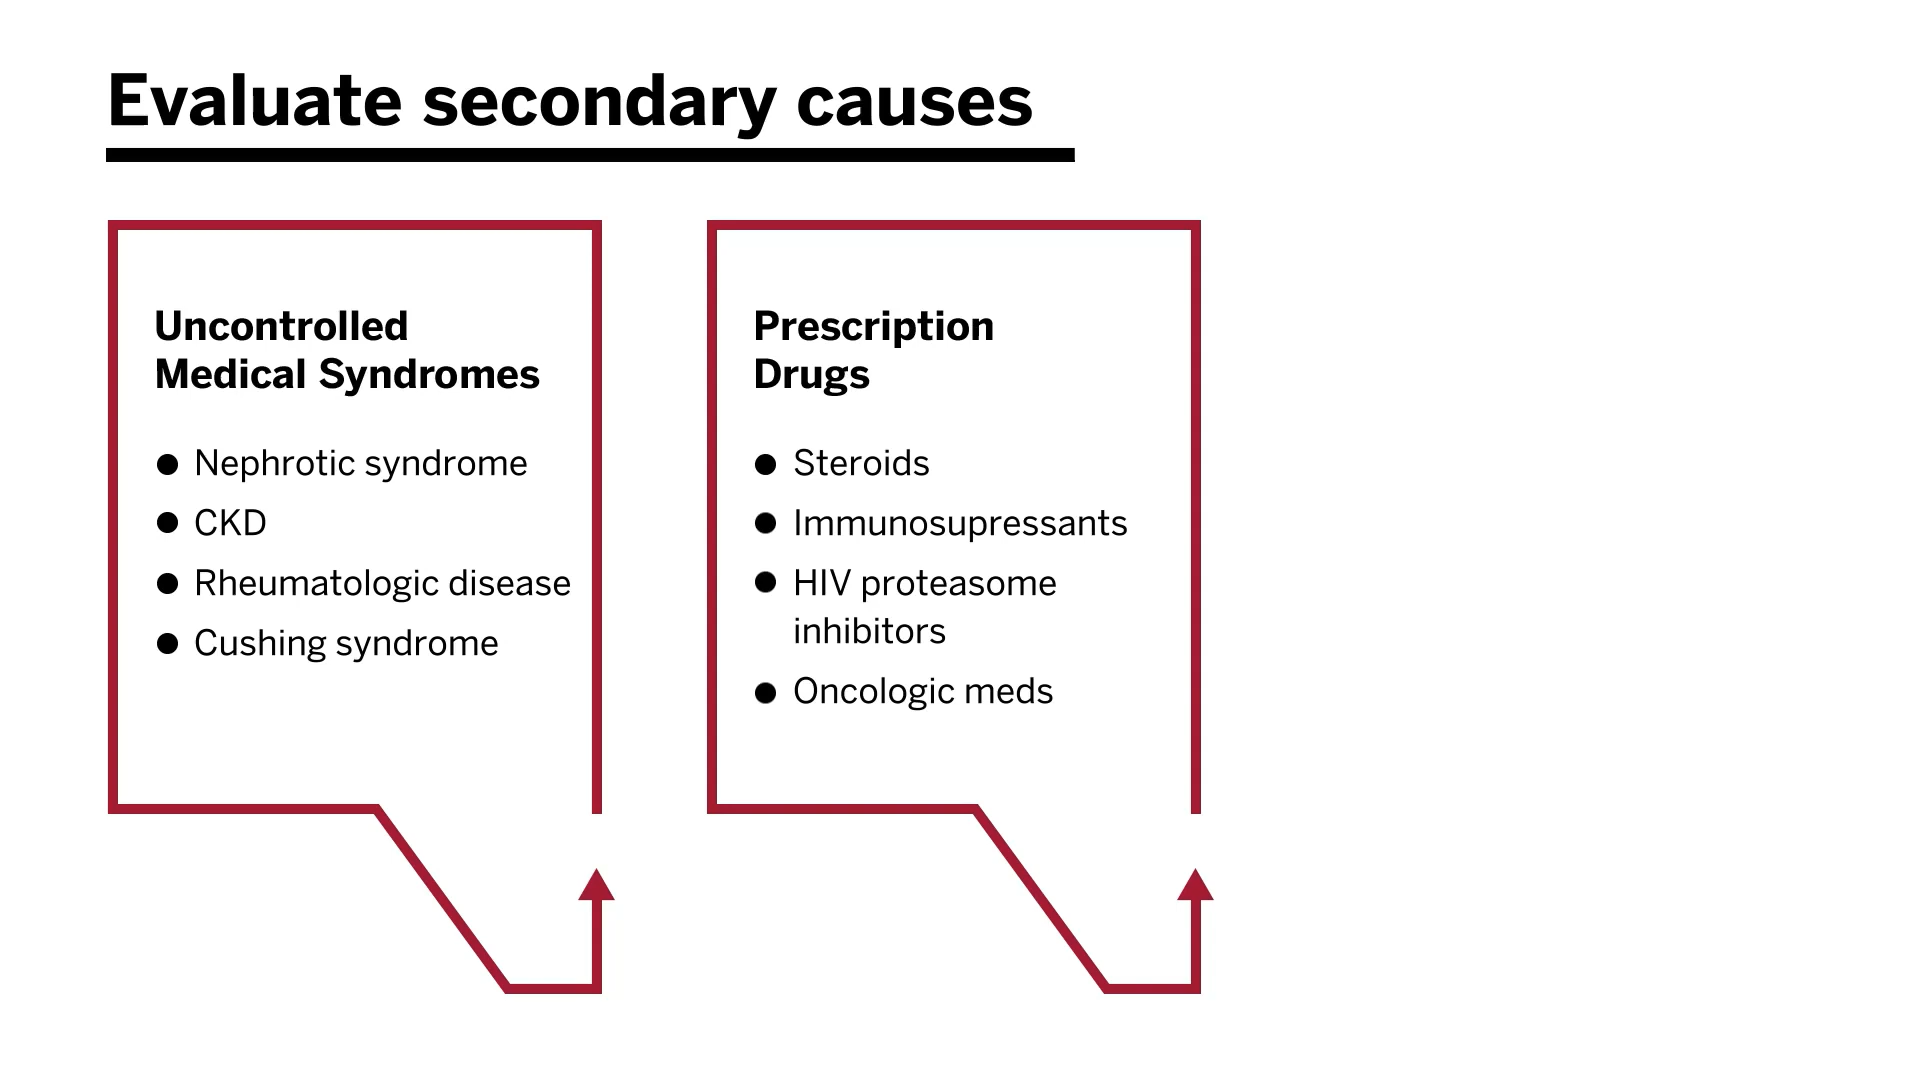 Evaluate secondary causes
Uncontrolled
Medical Syndromes
● Nephrotic syndrome
● CKD
● Rheumatologic disease
● Cushing syndrome
Prescription
Drugs
● Steroids
● Immunosupressants
● HIV proteasome
inhibitors
● Oncologic meds